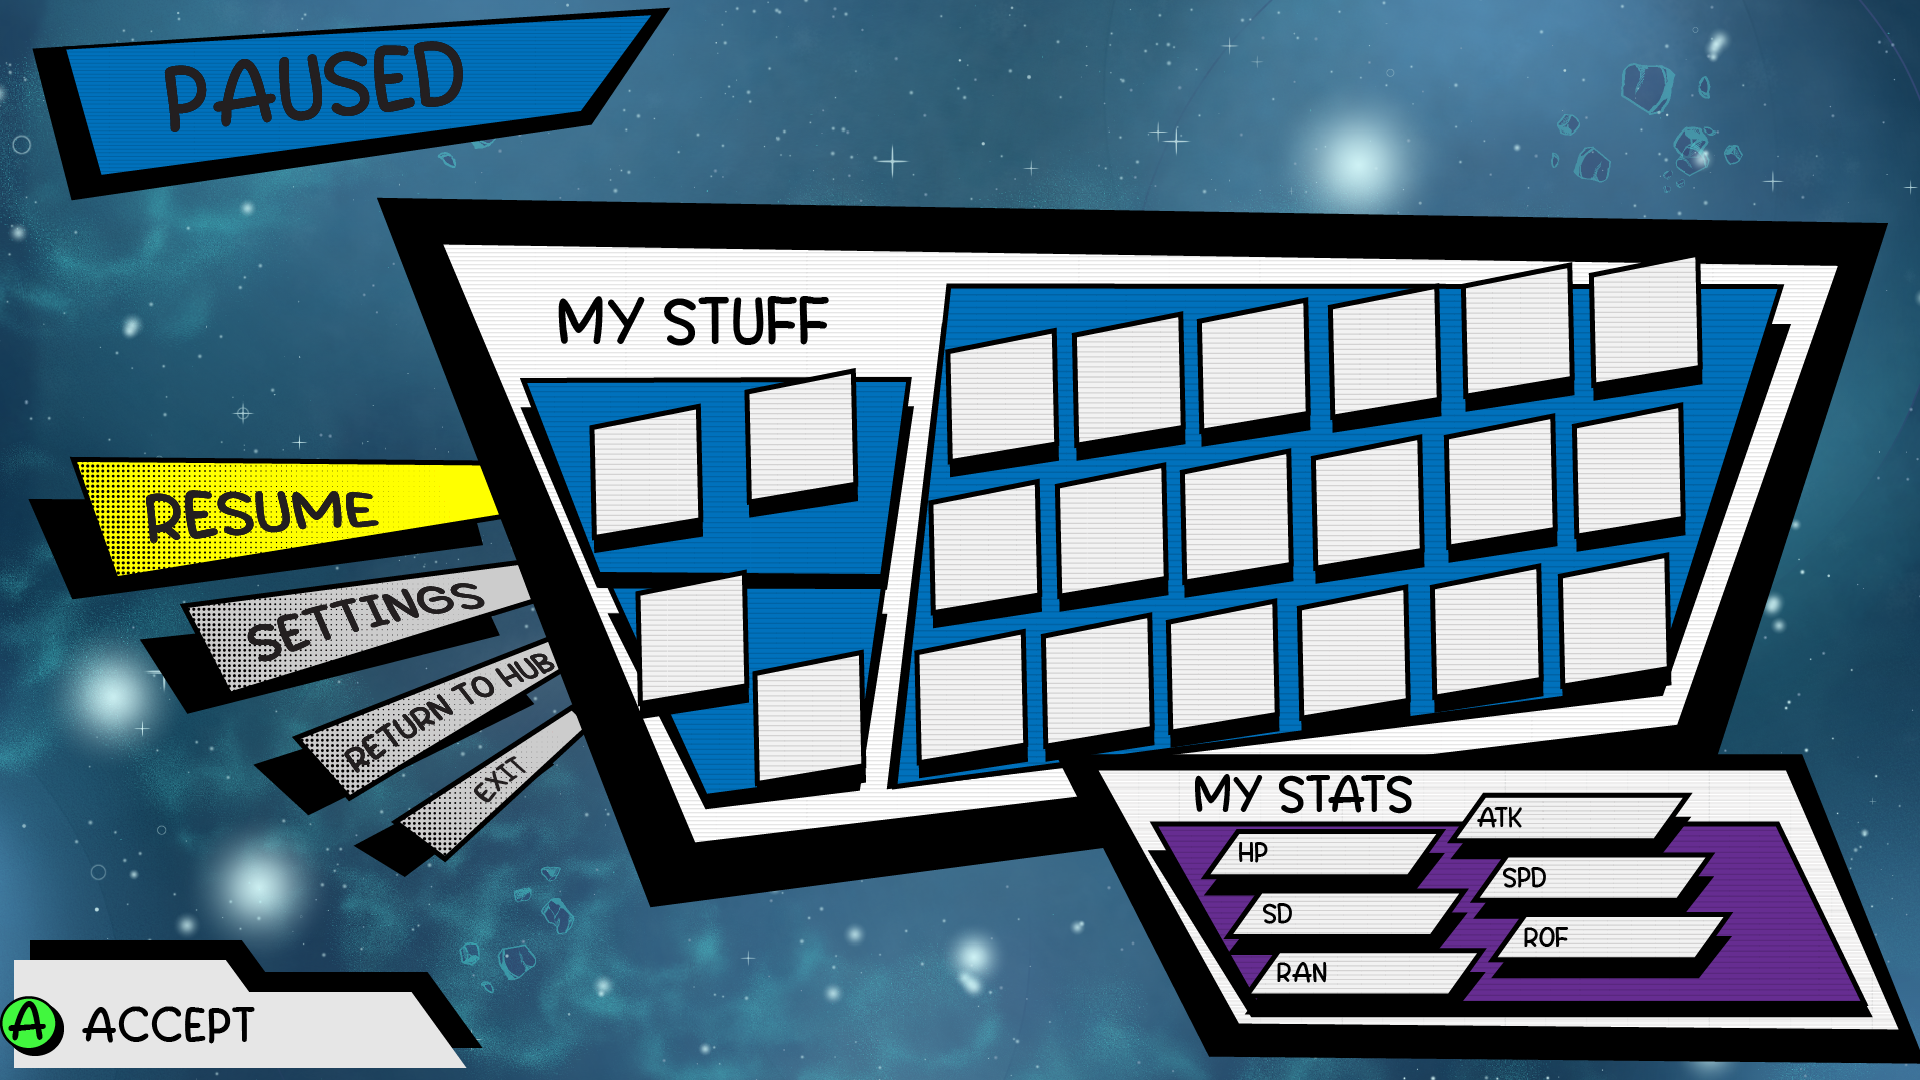 PAUSED
MY STUFF
RESUME
SETTINGS
RETURN TO HUB
EXIT
MY STATS
HP
ATK
SD
SPD
RAN
ROF
A ACCEPT